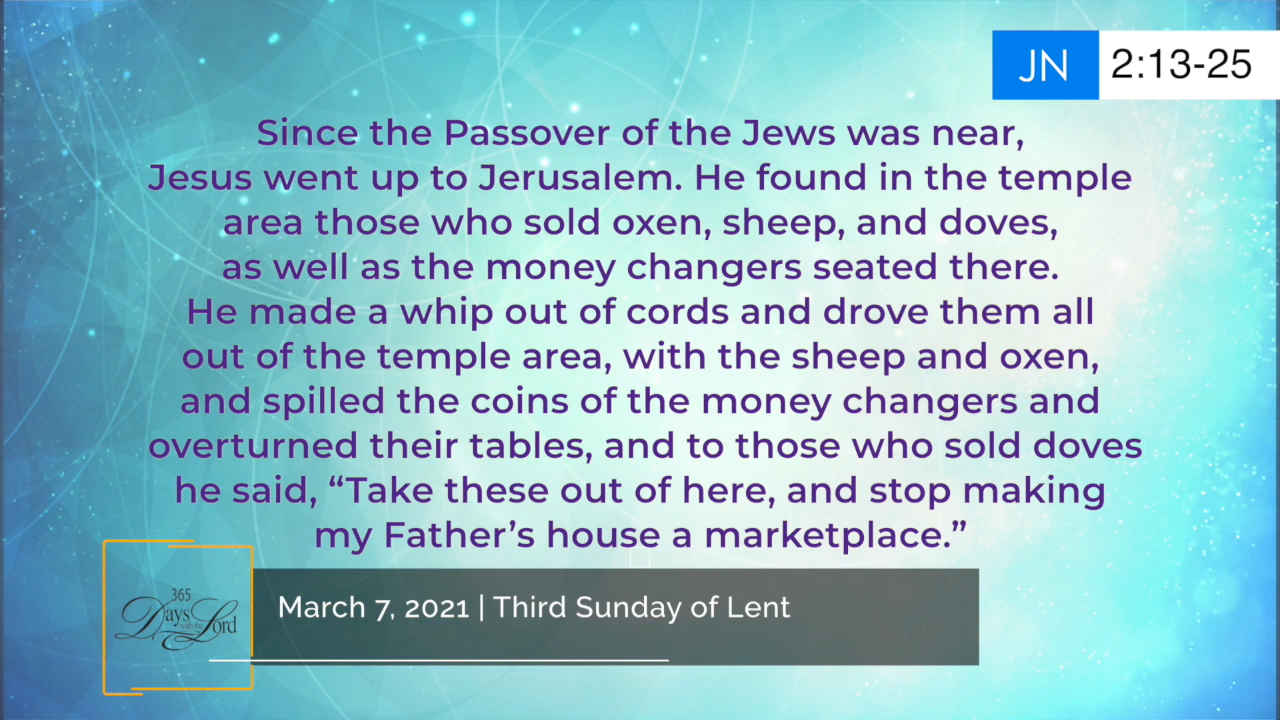 JN 2:13-25
Since the Passover of the Jews was near,
Jesus went up to Jerusalem. He found in the temple
area those who sold oxen, sheep, and doves,
as well as the money changers seated there.
He made a whip out of cords and drove them all
out of the temple area, with the sheep and oxen,
and spilled the coins of the money changers and
overturned their tables, and to those who sold doves
he said, “Take these out of here, and stop making
my Father’s house a marketplace.”
365
Days with the Lord
March 7, 2021 | Third Sunday of Lent